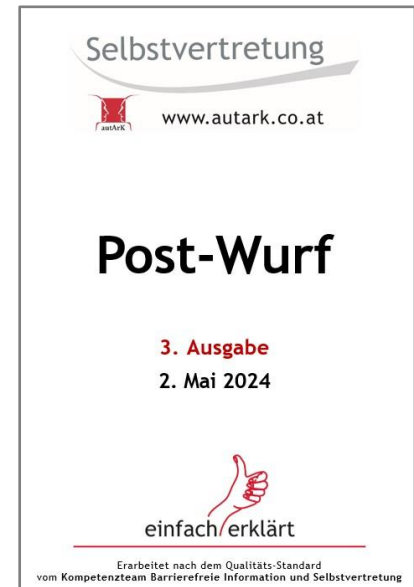 Selbstvertretung
autArK
www.autark.co.at
Post-Wurf
3. Ausgabe
2. Mai 2024
einfach erklärt
Erarbeitet nach dem Qualitäts-Standard
vom Kompetenzteam Barrierefreie Information und Selbstvertretung